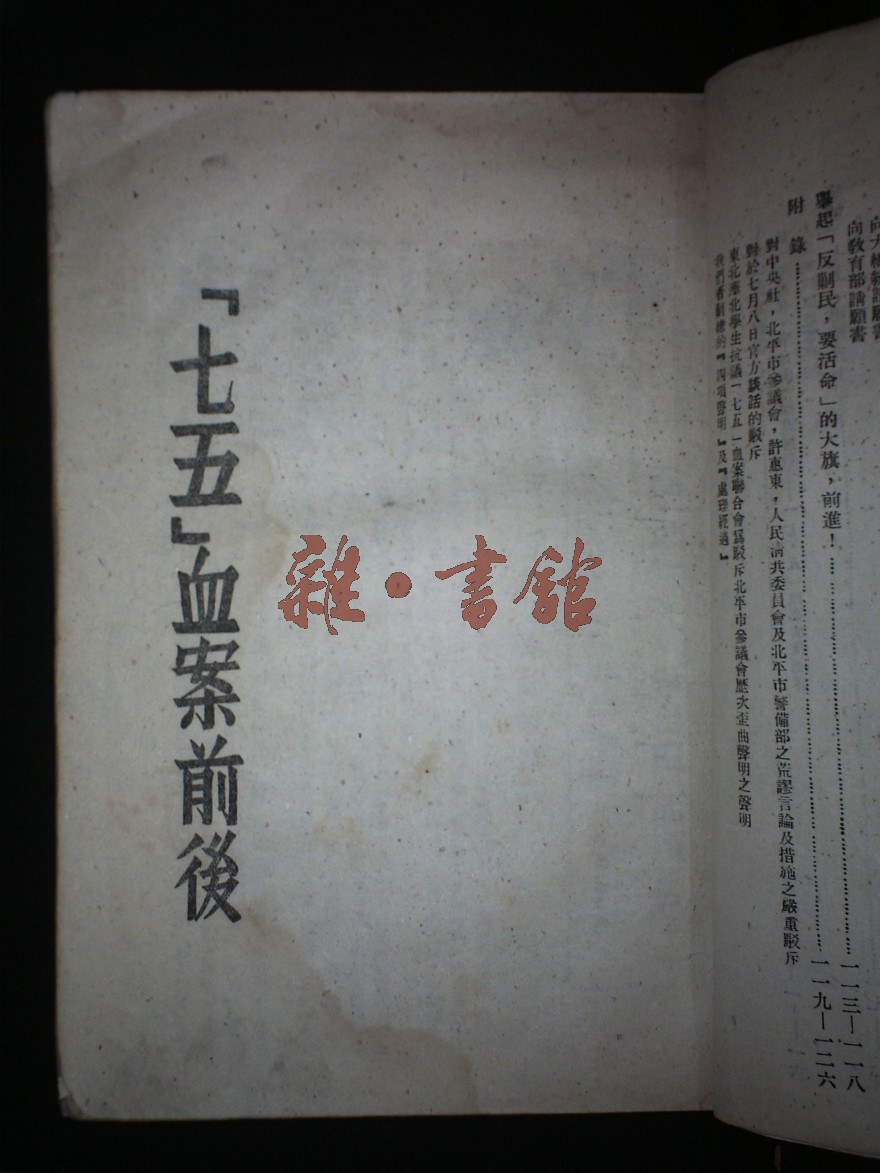 向教育部請願書
舉起「反剿民，要活命」的大旗，前進！……一一三—一一八
附錄……一一九—一二六
對中央社，北平市參議會，許惠東，人民清共委員會及北平市警備部之荒謬言論及措施之嚴重駁斥
對於七月八日官方談話的駁斥
東北華北學生抗議「七五」血案聯合會為駁斥北平市參議會歷次歪曲聲明之聲明
我們看剿總的『四項聲明』及『處理經過』
「七五」血案前後
雜·書館